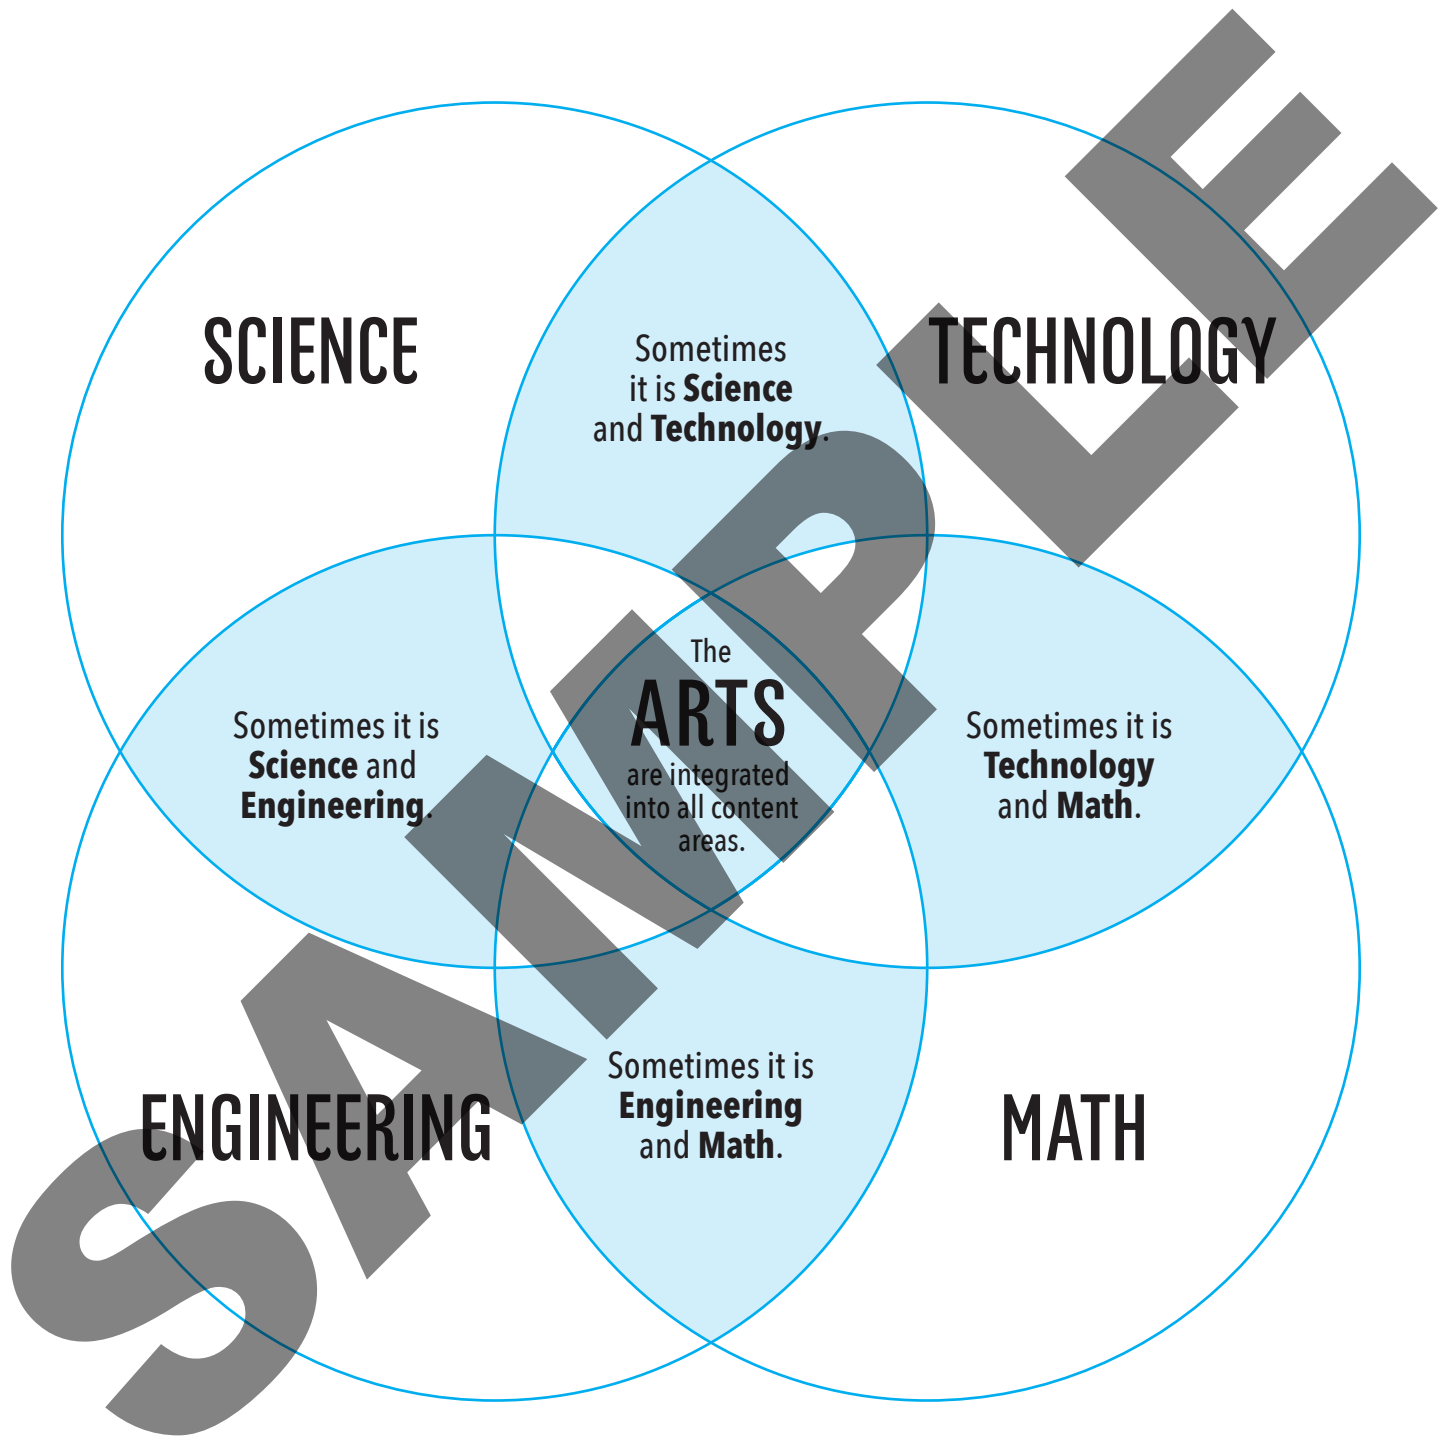 SCIENCE
TECHNOLOGY
Sometimes
it is Science
and Technology.
Sometimes it is
Science and
Engineering.
The
ARTS
are integrated
into all content
areas.
Sometimes it is
Technology
and Math.
ENGINEERING
Sometimes it is
Engineering
and Math.
MATH
SAMPLE